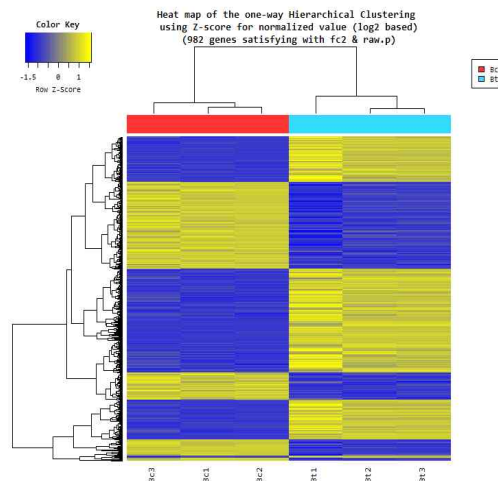 Heat map of the one-way Hierarchical Clustering
using Z-score for normalized value (log2 based)
(982 genes satisfying with fc2 & raw.p)
Color Key
-1.5 0 1
Row Z-Score
Bc
Bt
3c3 3c1 3c2 3t1 3t2 3t3